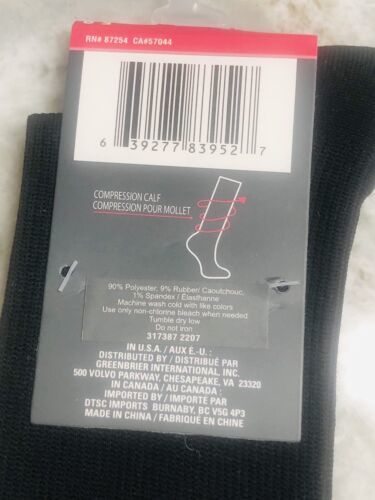 RN# 87254 CA#57044
6 39277 83952 7
COMPRESSION CALF
COMPRESSION POUR MOLLET
90% Polyester, 9% Rubber/ Caoutchouc,
1% Spandex / Élasthanne
Machine wash cold with like colors
Use only non-chlorine bleach when needed
Tumble dry low
Do not iron
317387 2207
IN U.S.A. / AUX É.-U. :
DISTRIBUTED BY / DISTRIBUÉ PAR
GREENBRIER INTERNATIONAL, INC.
500 VOLVO PARKWAY, CHESAPEAKE, VA 23320
IN CANADA / AU CANADA :
IMPORTED BY / IMPORTÉ PAR
DTSC IMPORTS BURNABY, BC V5G 4P3
MADE IN CHINA / FABRIQUÉ EN CHINE